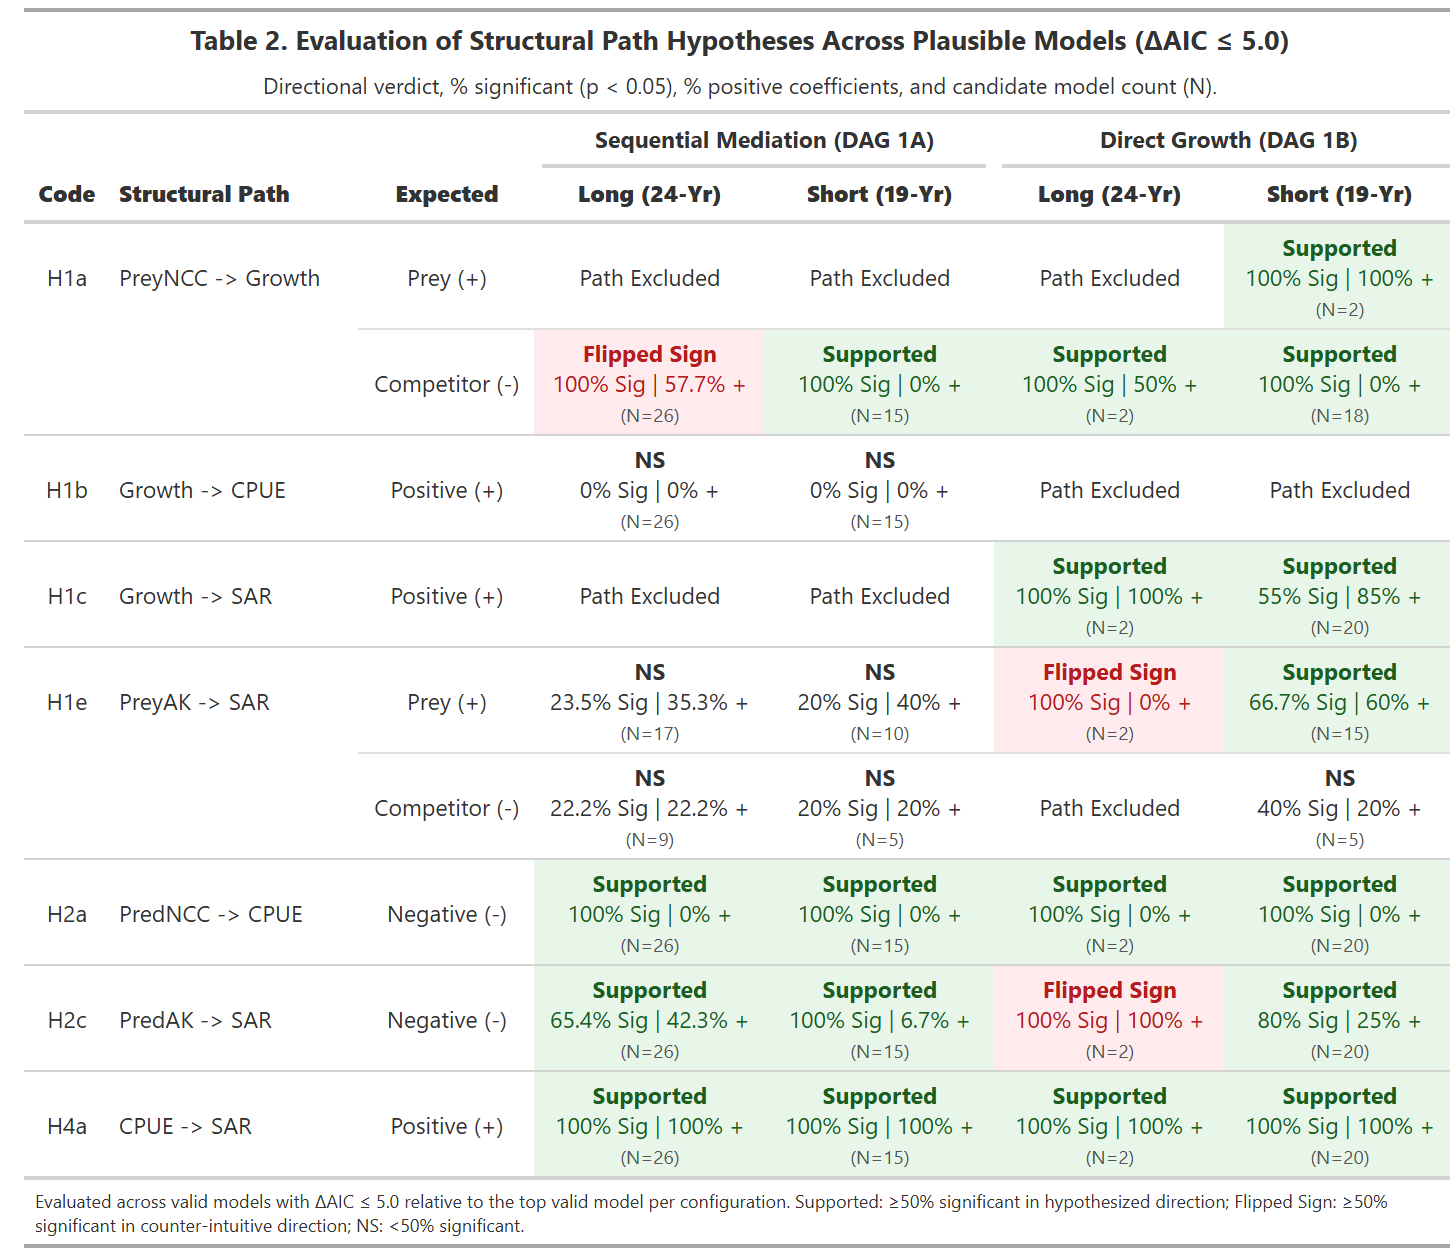 Table 2. Evaluation of Structural Path Hypotheses Across Plausible Models (ΔAIC ≤ 5.0)
Directional verdict, % significant (p < 0.05), % positive coefficients, and candidate model count (N).
Sequential Mediation (DAG 1A) Direct Growth (DAG 1B)
Code Structural Path Expected Long (24-Yr) Short (19-Yr) Long (24-Yr) Short (19-Yr)
Supported
H1a PreyNCC -> Growth Prey (+) Path Excluded Path Excluded Path Excluded 100% Sig | 100% +
(N=2)
Flipped Sign Supported Supported Supported
Competitor (-) 100% Sig | 57.7% + 100% Sig | 0% + 100% Sig | 50% + 100% Sig | 0% +
(N=26) (N=15) (N=2) (N=18)
NS NS
H1b Growth -> CPUE Positive (+) 0% Sig | 0% + 0% Sig | 0% + Path Excluded Path Excluded
(N=26) (N=15)
Supported Supported
H1c Growth -> SAR Positive (+) Path Excluded Path Excluded 100% Sig | 100% + 55% Sig | 85% +
(N=2) (N=20)
NS NS Flipped Sign Supported
H1e PreyAK -> SAR Prey (+) 23.5% Sig | 35.3% + 20% Sig | 40% + 100% Sig | 0% + 66.7% Sig | 60% +
(N=17) (N=10) (N=2) (N=15)
NS NS NS
Competitor (-) 22.2% Sig | 22.2% + 20% Sig | 20% + Path Excluded 40% Sig | 20% +
(N=9) (N=5) (N=5)
Supported Supported Supported Supported
H2a PredNCC -> CPUE Negative (-) 100% Sig | 0% + 100% Sig | 0% + 100% Sig | 0% + 100% Sig | 0% +
(N=26) (N=15) (N=2) (N=20)
Supported Supported Flipped Sign Supported
H2c PredAK -> SAR Negative (-) 65.4% Sig | 42.3% + 100% Sig | 6.7% + 100% Sig | 100% + 80% Sig | 25% +
(N=26) (N=15) (N=2) (N=20)
Supported Supported Supported Supported
H4a CPUE -> SAR Positive (+) 100% Sig | 100% + 100% Sig | 100% + 100% Sig | 100% + 100% Sig | 100% +
(N=26) (N=15) (N=2) (N=20)
Evaluated across valid models with ΔAIC ≤ 5.0 relative to the top valid model per configuration. Supported: ≥50% significant in hypothesized direction; Flipped Sign: ≥50%
significant in counter-intuitive direction; NS: <50% significant.